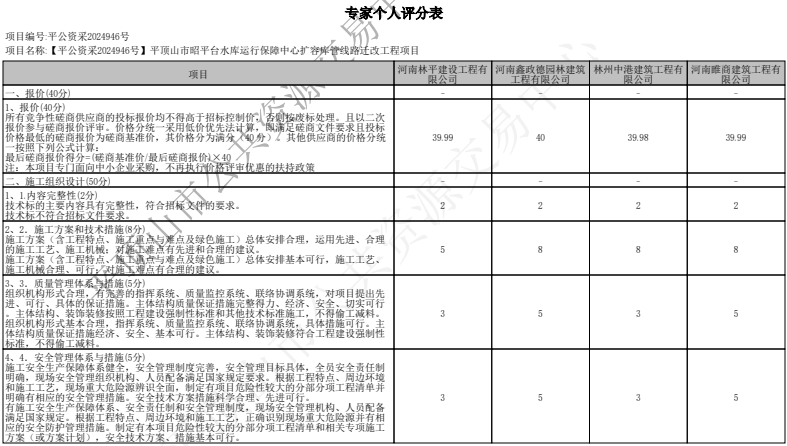 专家个人评分表
项目编号:平公资采2024946号
项目名称:【平公资采2024946号】平顶山市昭平台水库运行保障中心扩容库管线路迁改工程项目
项目 河南林平建设工程有限公司 河南鑫政德园林建筑工程有限公司 林州中港建筑工程有限公司 河南睢商建筑工程有限公司
一、报价(40分) - - - -
1、报价(40分)
所有竞争性磋商供应商的投标报价均不得高于招标控制价，否则按废标处理。且以二次
报价参与磋商报价评审。价格分统一采用低价优先法计算，即满足磋商文件要求且投标
价格最低的磋商报价为磋商基准价，其价格分为满分（40分）。其他供应商的价格分统
一按照下列公式计算:
最后磋商报价得分=(磋商基准价/最后磋商报价)×40
注：本项目专门面向中小企业采购，不再执行价格评审优惠的扶持政策
39.99 40 39.98 39.99
二、施工组织设计(50分) - - - -
1、1.内容完整性(2分)
技术标的主要内容具有完整性，符合招标文件的要求。
技术标不符合招标文件要求。
2 2 2 2
2、2. 施工方案和技术措施(8分)
施工方案（含工程特点、施工重点与难点及绿色施工）总体安排合理，运用先进、合理
的施工工艺、施工机械；对施工难点有先进和合理的建议。
施工方案（含工程特点、施工重点与难点及绿色施工）总体安排基本可行，施工工艺、
施工机械合理、可行；对施工难点有合理的建议。
5 8 8 8
3、3. 质量管理体系与措施(5分)
组织机构形式合理，有完善的指挥系统、质量监控系统、联络协调系统，对项目提出先
进、可行、具体的保证措施。主体结构质量保证措施完整得力、经济、安全、切实可行
。主体结构、装饰装修按照工程建设强制性标准和其他技术标准施工，不得偷工减料。
组织机构形式基本合理，指挥系统、质量监控系统、联络协调系统，具体措施可行。主
体结构质量保证措施经济、安全、基本可行。主体结构、装饰装修符合工程建设强制性
标准，不得偷工减料。
3 5 3 5
4、4. 安全管理体系与措施(5分)
施工安全生产保障体系健全，安全管理制度完善，安全管理目标具体，全员安全责任制
明确，现场安全管理组织机构、人员配备满足国家规定要求。根据工程特点、周边环境
和施工工艺，现场重大危险源辨识全面，制定有项目危险性较大的分部分项工程清单并
明确有相应的安全管理措施。安全技术方案措施科学合理、先进可行。
有施工安全生产保障体系、安全责任制和安全管理制度，现场安全管理机构、人员配备
满足国家规定。根据工程特点、周边环境和施工工艺，正确识别现场重大危险源并有相
应的安全防护管理措施。制定有本项目危险性较大的分部分项工程清单和相关专项施工
方案（或方案计划），安全技术方案、措施基本可行。
3 5 3 5